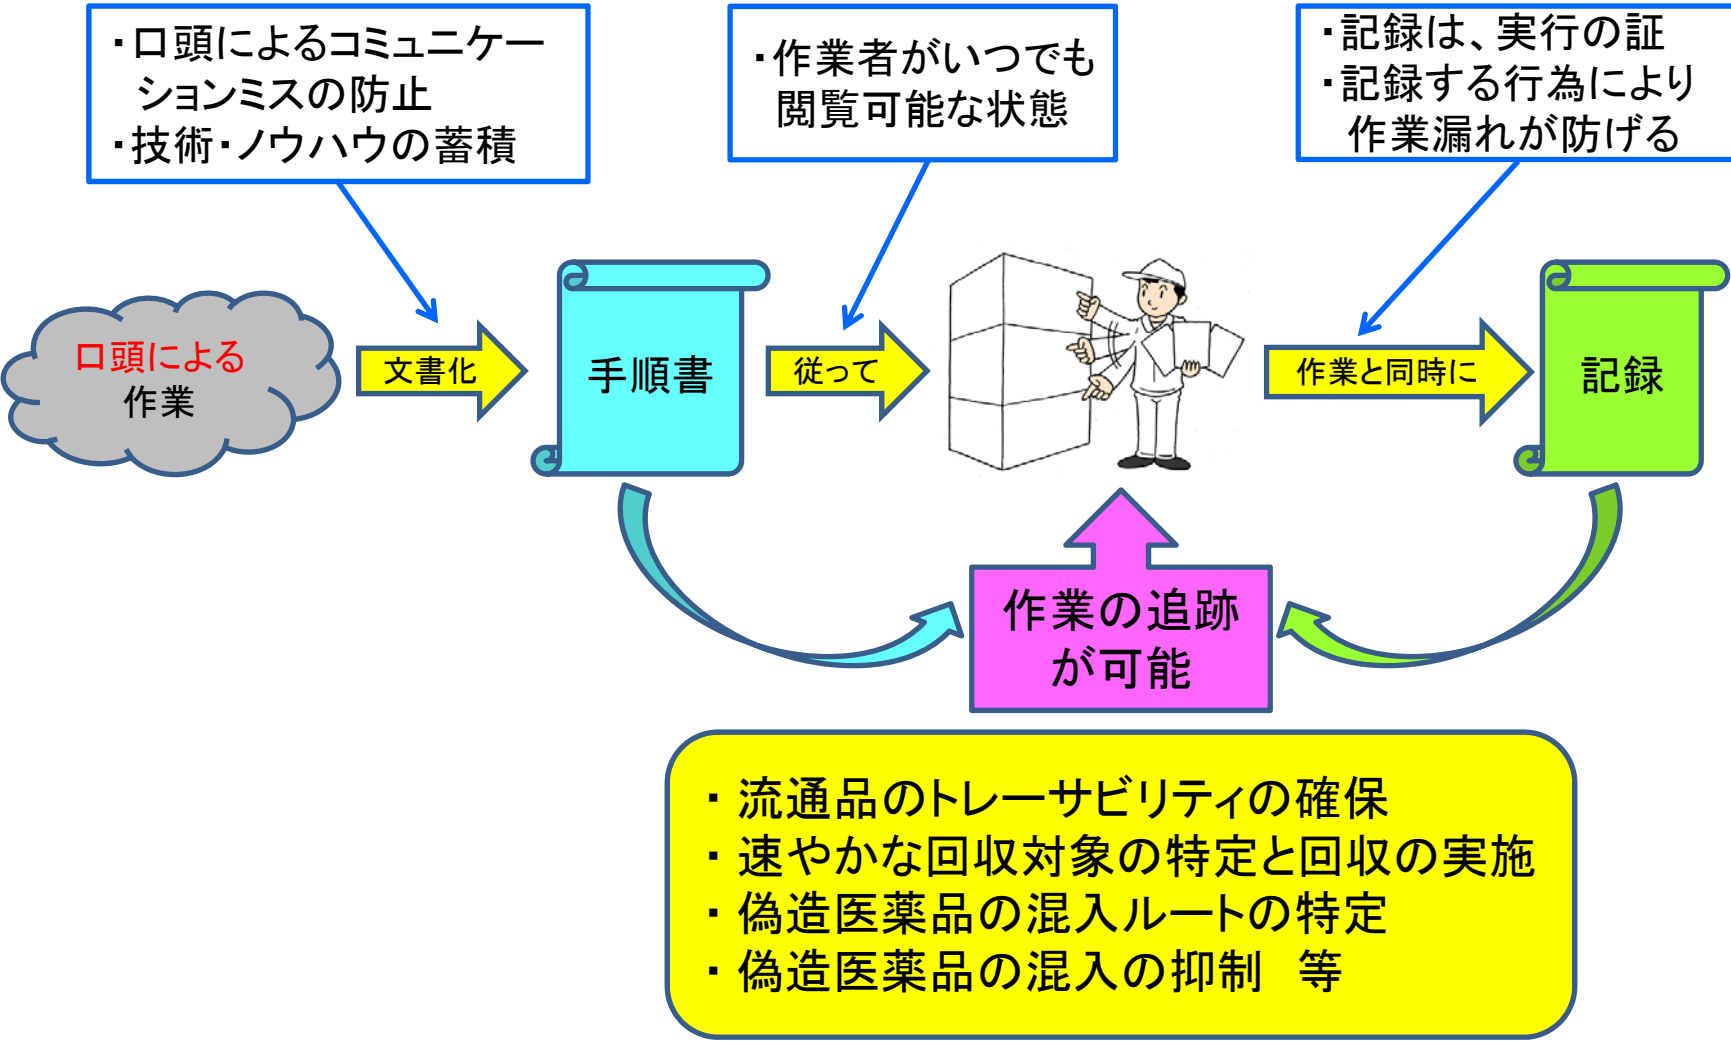 ・口頭によるコミュニケー
ションミスの防止
・技術・ノウハウの蓄積
・作業者がいつでも
閲覧可能な状態
・記録は、実行の証
・記録する行為により
作業漏れが防げる
口頭による
作業
文書化
手順書
従って
作業と同時に
記録
作業の追跡
が可能
・流通品のトレーサビリティの確保
・速やかな回収対象の特定と回収の実施
・偽造医薬品の混入ルートの特定
・偽造医薬品の混入の抑制　等